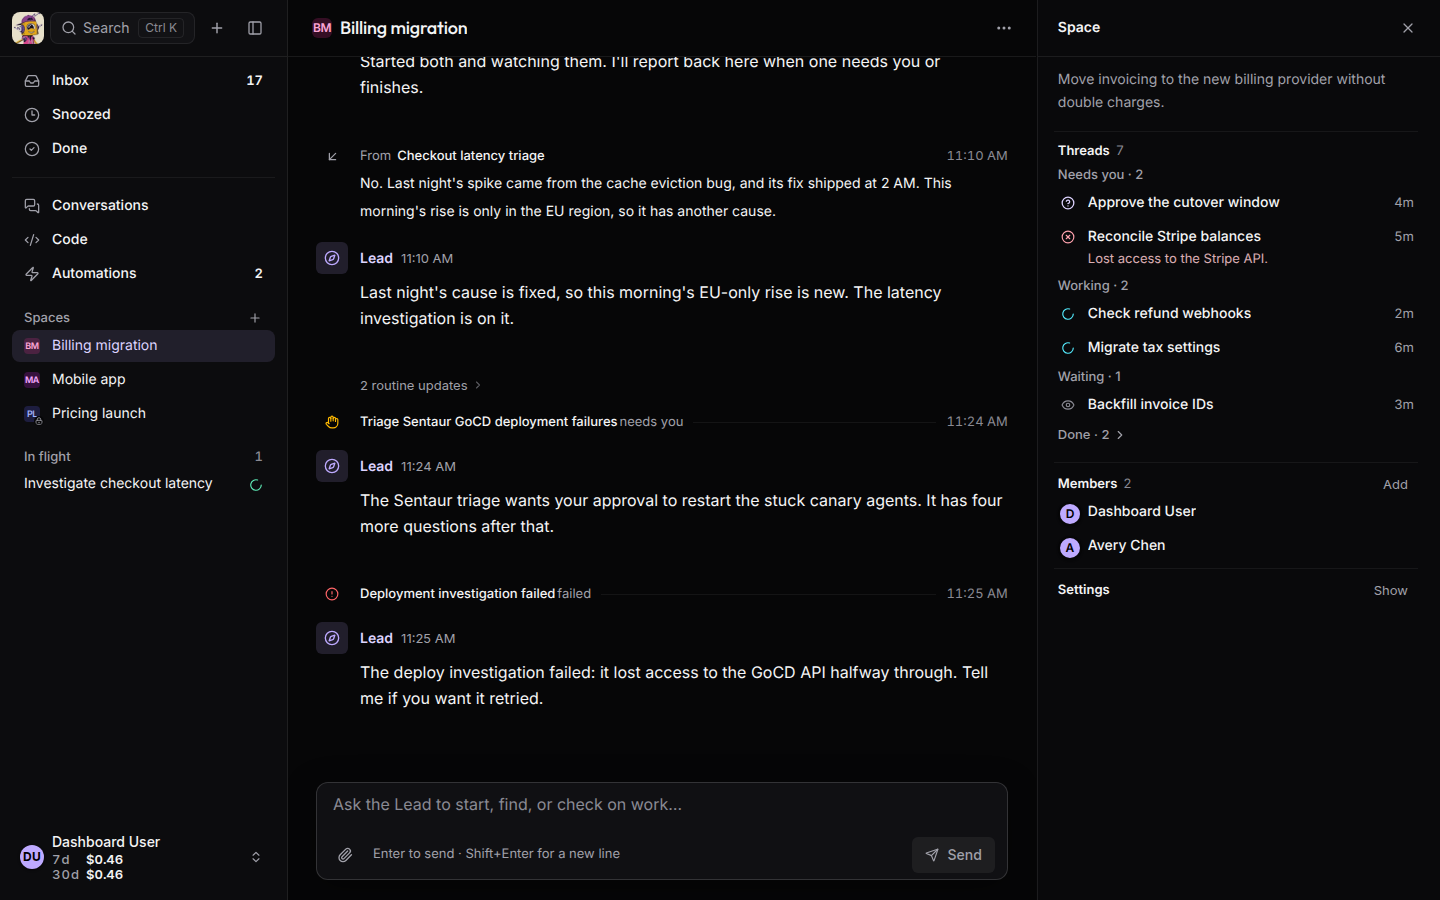 Search Ctrl K
Inbox 17
Snoozed
Done
Conversations
Code
Automations 2
Spaces
BM Billing migration
MA Mobile app
PL Pricing launch
In flight 1
Investigate checkout latency
DU Dashboard User
7d $0.46
30d $0.46
BM Billing migration
Started both and watching them. I'll report back here when one needs you or
finishes.
From Checkout latency triage 11:10 AM
No. Last night's spike came from the cache eviction bug, and its fix shipped at 2 AM. This
morning's rise is only in the EU region, so it has another cause.
Lead 11:10 AM
Last night's cause is fixed, so this morning's EU-only rise is new. The latency
investigation is on it.
2 routine updates
Triage Sentaur GoCD deployment failures needs you 11:24 AM
Lead 11:24 AM
The Sentaur triage wants your approval to restart the stuck canary agents. It has four
more questions after that.
Deployment investigation failed failed 11:25 AM
Lead 11:25 AM
The deploy investigation failed: it lost access to the GoCD API halfway through. Tell
me if you want it retried.
Ask the Lead to start, find, or check on work...
Enter to send · Shift+Enter for a new line
Send
Space
Move invoicing to the new billing provider without
double charges.
Threads 7
Needs you · 2
Approve the cutover window 4m
Reconcile Stripe balances 5m
Lost access to the Stripe API.
Working · 2
Check refund webhooks 2m
Migrate tax settings 6m
Waiting · 1
Backfill invoice IDs 3m
Done · 2
Members 2 Add
D Dashboard User
A Avery Chen
Settings Show